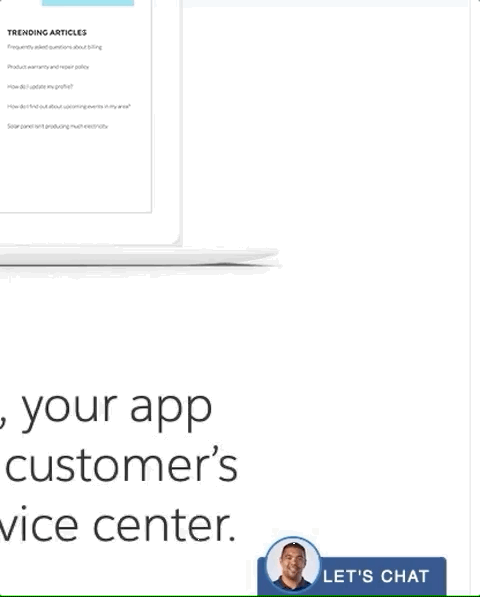 TRENDING ARTICLES
Frequently asked questions about billing
Product warranty and repair policy
How do I update my profile?
How do I find out about upcoming events in my area?
Solar panel isn't producing much electricity
, your app
customer's
vice center.
LET'S CHAT